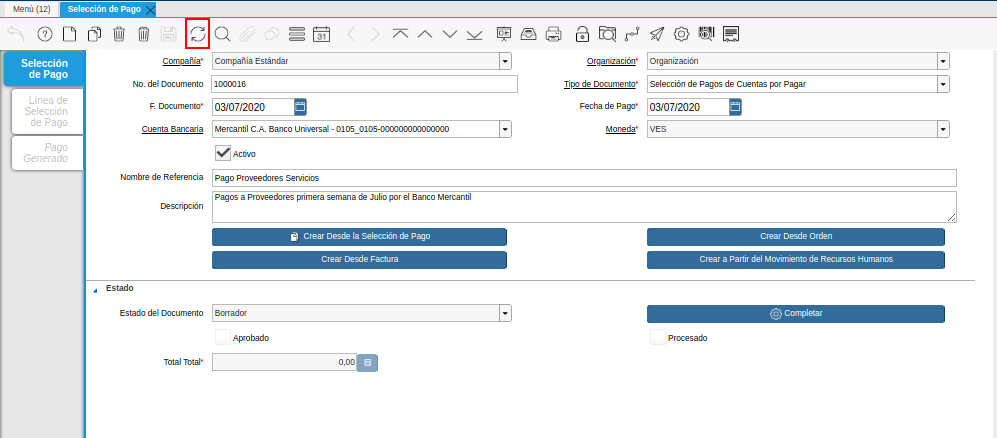 Menú (12)
Selección de Pago
31
Selección
de Pago
Línea de
Selección
de Pago
Pago
Generado
Compañía* Compañía Estándar
Organización* Organización
No. del Documento 1000016
Tipo de Documento* Selección de Pagos de Cuentas por Pagar
F. Documento* 03/07/2020
Fecha de Pago* 03/07/2020
Cuenta Bancaria Mercantil C.A. Banco Universal - 0105_0105-000000000000000
Moneda* VES
Activo
Nombre de Referencia Pago Proveedores Servicios
Descripción Pagos a Proveedores primera semana de Julio por el Banco Mercantil
Crear Desde la Selección de Pago
Crear Desde Orden
Crear Desde Factura
Crear a Partir del Movimiento de Recursos Humanos
Estado
Estado del Documento Borrador
Completar
Aprobado
Procesado
Total Total* 0,00